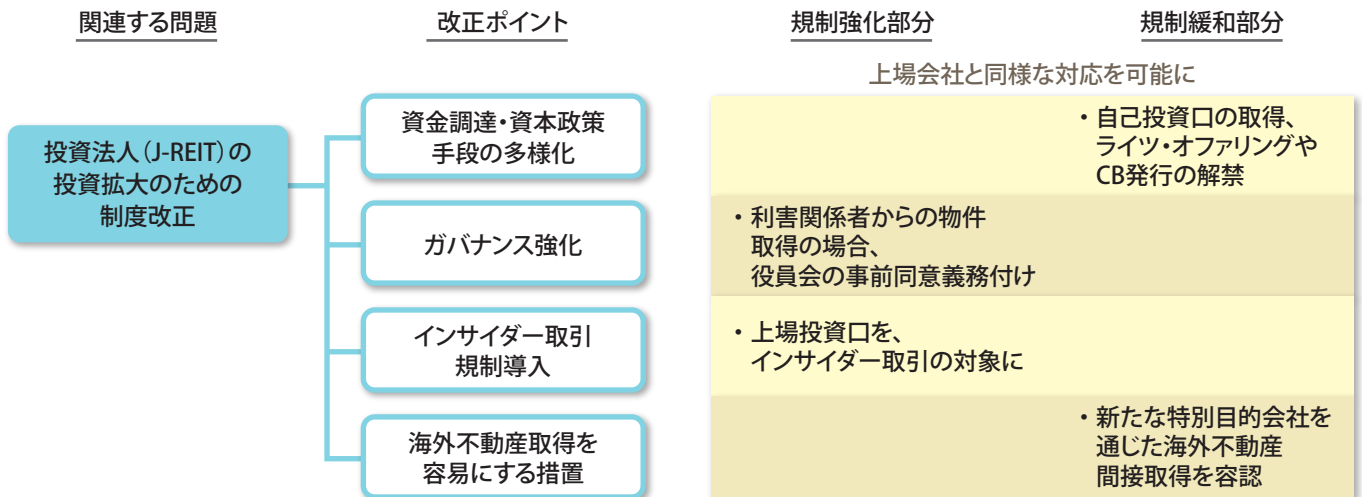 関連する問題
改正ポイント
規制強化部分
規制緩和部分
上場会社と同様な対応を可能に
投資法人(J-REIT)の
投資拡大のための
制度改正
資金調達・資本政策
手段の多様化
・自己投資口の取得、
ライツ・オファリングや
CB発行の解禁
ガバナンス強化
・利害関係者からの物件
取得の場合、
役員会の事前同意義務付け
インサイダー取引
規制導入
・上場投資口を、
インサイダー取引の対象に
海外不動産取得を
容易にする措置
・新たな特別目的会社を
通じた海外不動産
間接取得を容認